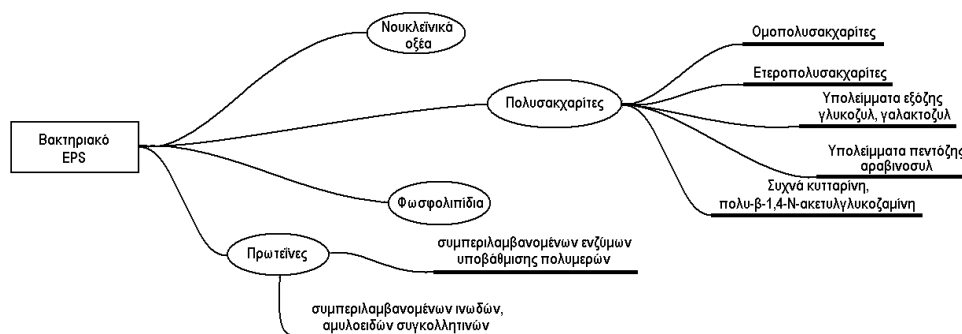 Νουκλεϊνικά
οξέα
Ομοπολυσακχαρίτες
Ετεροπολυσακχαρίτες
Πολυσακχαρίτες
Υπολείμματα εξόζης
γλυκοζυλ, γαλακτοζυλ
Βακτηριακό
EPS
Υπολείμματα πεντόζης
αραβινοσυλ
Συχνά κυτταρίνη,
πολυ-β-1,4-Ν-ακετυλγλυκοζαμίνη
Φωσφολιπίδια
Πρωτεΐνες
συμπεριλαμβανομένων ενζύμων
υποβάθμισης πολυμερών
συμπεριλαμβανομένων ινωδών,
αμυλοειδών συγκολλητινών